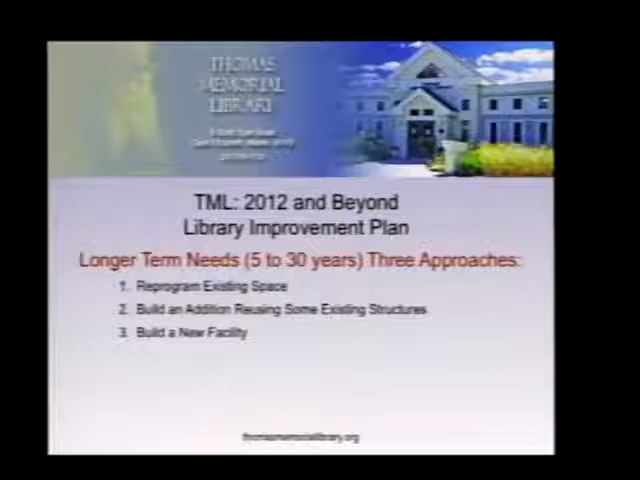 THOMAS
MEMORIAL
LIBRARY
TML: 2012 and Beyond
Library Improvement Plan
Longer Term Needs (5 to 30 years) Three Approaches:
1. Reprogram Existing Space
2. Build an Addition Reusing Some Existing Structures
3. Build a New Facility
thomasmemoriallibrary.org